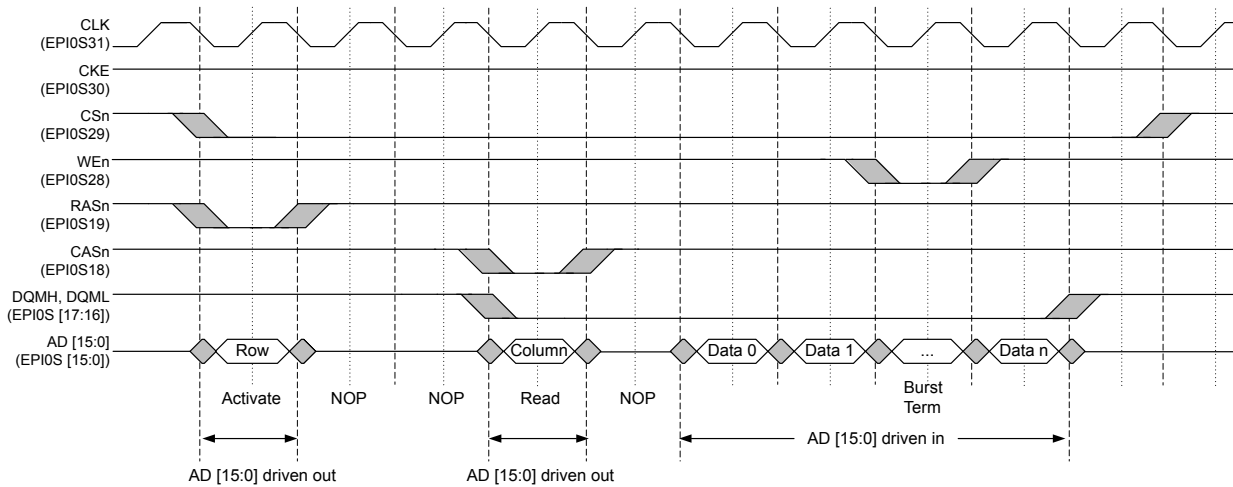 CLK
(EPI0S31)
CKE
(EPI0S30)
CSn
(EPI0S29)
WEn
(EPI0S28)
RASn
(EPI0S19)
CASn
(EPI0S18)
DQMH, DQML
(EPI0S [17:16])
AD [15:0]
(EPI0S [15:0])
Row
Column
Data 0
Data 1
...
Data n
Activate
NOP
NOP
Read
NOP
Burst
Term
AD [15:0] driven in
AD [15:0] driven out
AD [15:0] driven out